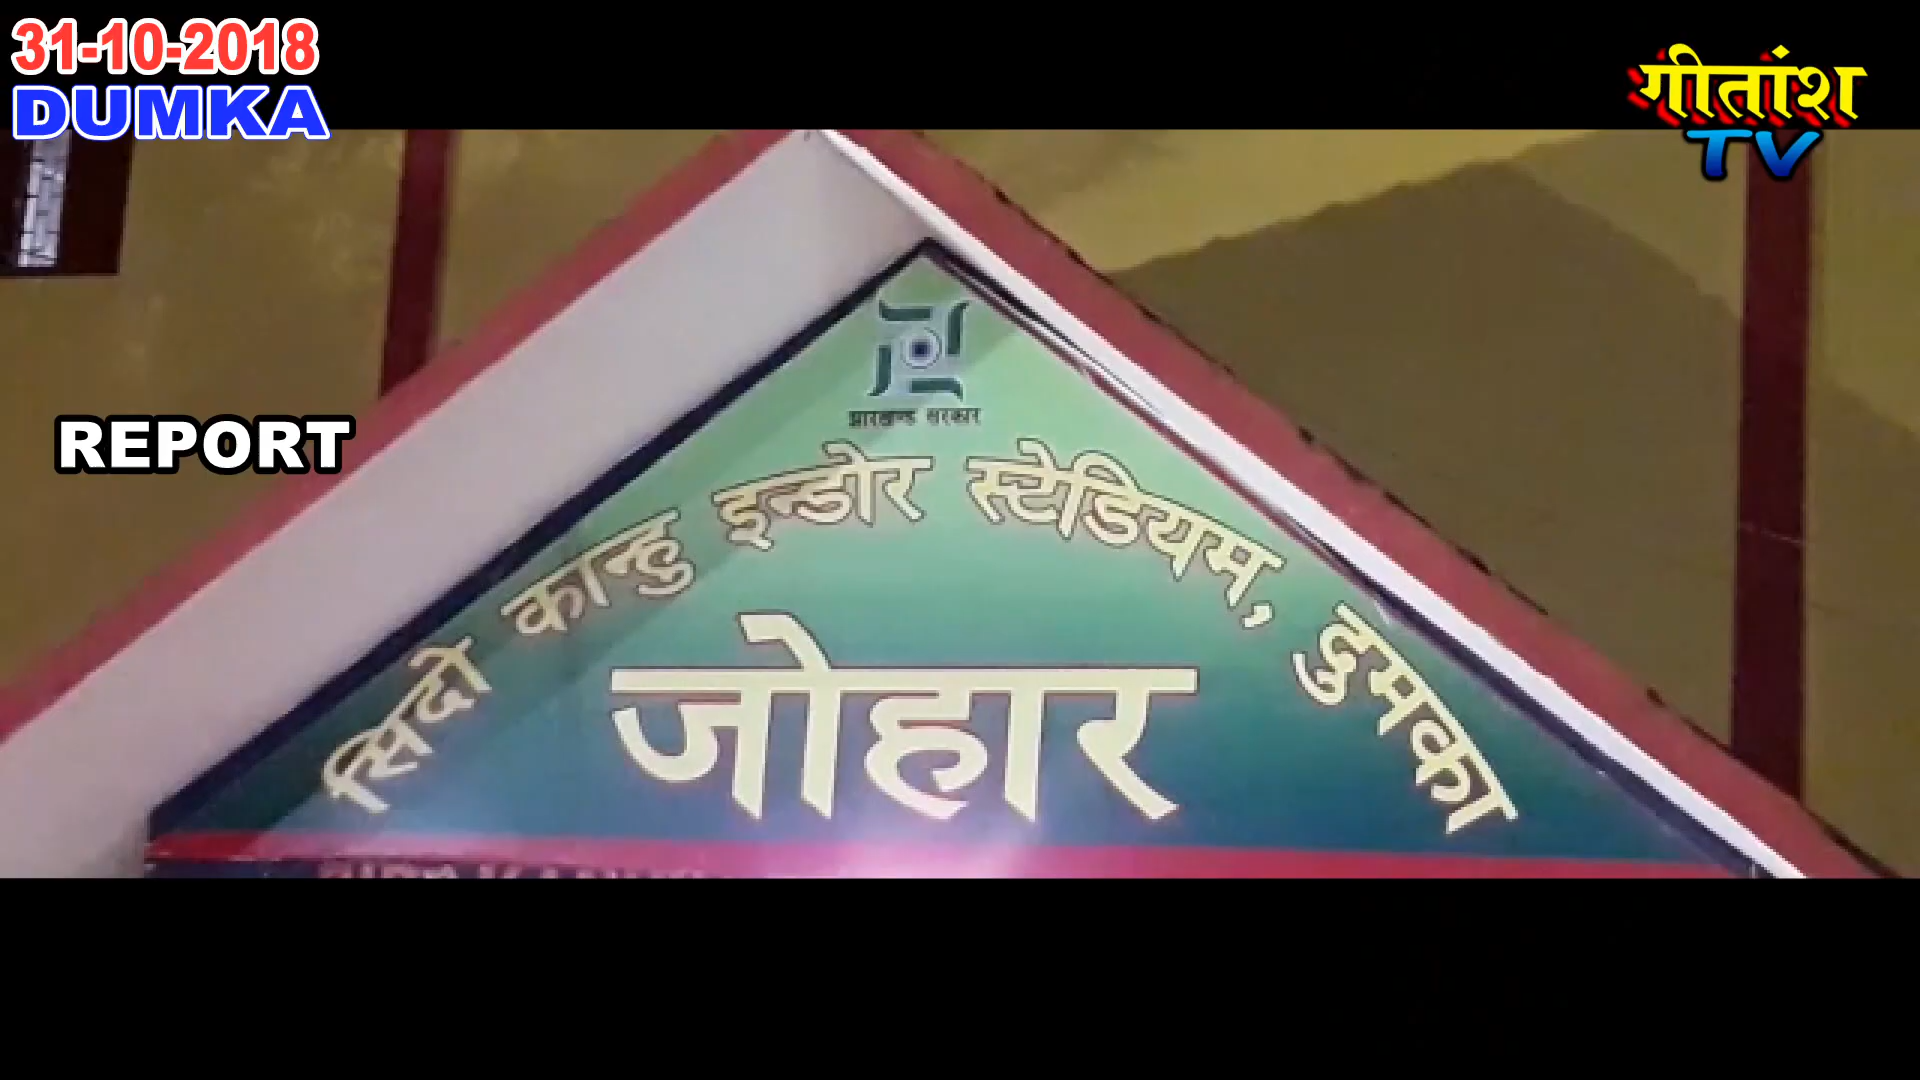 31-10-2018
DUMKA
गीतांश
TV
REPORT
झारखण्ड सरकार
सिदो कान्हु इन्डोर स्टेडियम, दुमका
जोहार